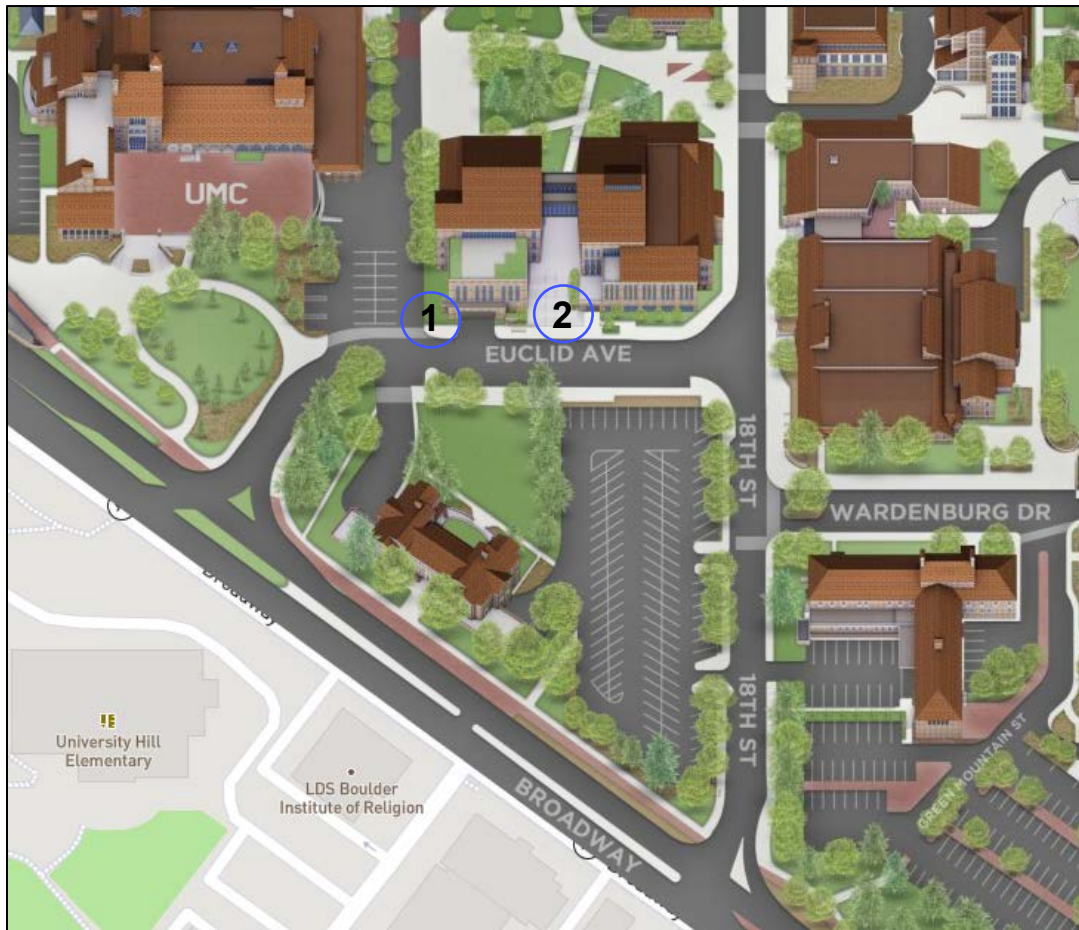 UMC
1
2
EUCLID AVE
18TH ST
WARDENBURG DR
Broadway
18TH ST
University Hill
Elementary
GREEN MOUNTAIN ST
LDS Boulder
Institute of Religion
BROADWAY